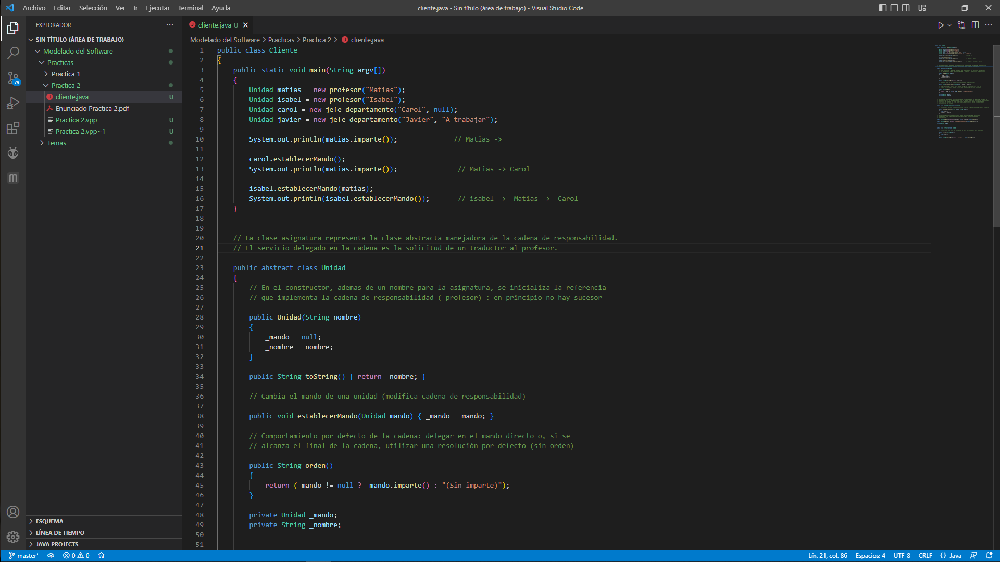 Archivo Editar Selección Ver Ir Ejecutar Terminal Ayuda
cliente.java - Sin título (área de trabajo) - Visual Studio Code
EXPLORADOR
SIN TÍTULO (ÁREA DE TRABAJO)
Modelado del Software
Practicas
Practica 1
Practica 2
cliente.java U
Enunciado Practica 2.pdf
Practica 2.vpp U
Practica 2.vpp~1 U
Temas
79
ESQUEMA
LÍNEA DE TIEMPO
JAVA PROJECTS
cliente.java U
Modelado del Software > Practicas > Practica 2 > cliente.java
1 public class Cliente
2 {
3 public static void main(String argv[])
4 {
5 Unidad matias = new profesor("Matias");
6 Unidad isabel = new profesor("Isabel");
7 Unidad carol = new jefe_departamento("Carol", null);
8 Unidad javier = new jefe_departamento("Javier", "A trabajar");
9
10 System.out.println(matias.imparte()); // Matias ->
11
12 carol.establecerMando();
13 System.out.println(matias.imparte()); // Matias -> Carol
14
15 isabel.establecerMando(matias);
16 System.out.println(isabel.establecerMando()); // isabel -> Matias -> Carol
17 }
18
19
20 // La clase asignatura representa la clase abstracta manejadora de la cadena de responsabilidad.
21 // El servicio delegado en la cadena es la solicitud de un traductor al profesor.
22
23 public abstract class Unidad
24 {
25 // En el constructor, ademas de un nombre para la asignatura, se inicializa la referencia
26 // que implementa la cadena de responsabilidad (_profesor) : en principio no hay sucesor
27
28 public Unidad(String nombre)
29 {
30 _mando = null;
31 _nombre = nombre;
32 }
33
34 public String toString() { return _nombre; }
35
36 // Cambia el mando de una unidad (modifica cadena de responsabilidad)
37
38 public void establecerMando(Unidad mando) { _mando = mando; }
39
40 // Comportamiento por defecto de la cadena: delegar en el mando directo o, si se
41 // alcanza el final de la cadena, utilizar una resolución por defecto (sin orden)
42
43 public String orden()
44 {
45 return (_mando != null ? _mando.imparte() : "(Sin imparte)");
46 }
47
48 private Unidad _mando;
49 private String _nombre;
50
51
master* 0 0
Lín. 21, col. 86 Espacios: 4 UTF-8 CRLF {} Java